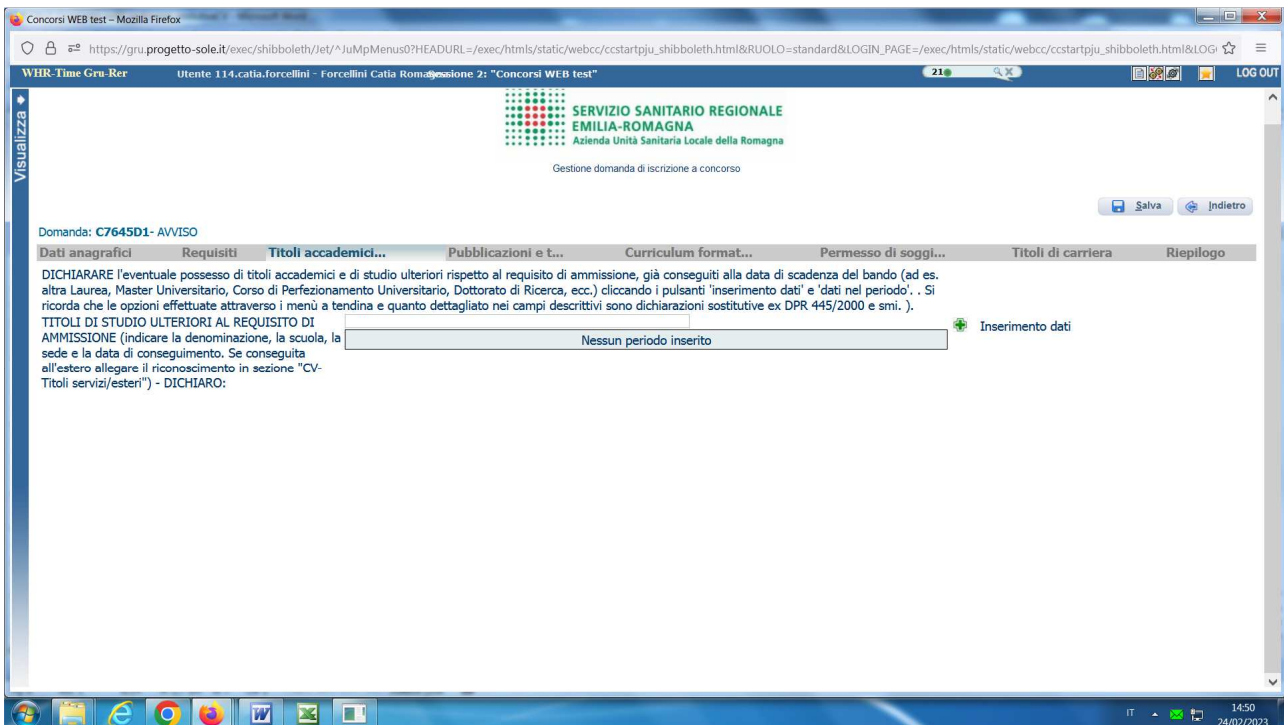 Concorsi WEB test – Mozilla Firefox
https://gru.progetto-sole.it/exec/shibboleth/Jet/^JuMpMenus0?HEADURL=/exec/htmls/static/webcc/ccstartpju_shibboleth.html&RUOLO=standard&LOGIN_PAGE=/exec/htmls/static/webcc/ccstartpju_shibboleth.html&LOG
WHR-Time Gru-Rer Utente 114.catia.forcellini - Forcellini Catia 2: "Concorsi WEB test" 21 LOG OUT
Visualizza
SERVIZIO SANITARIO REGIONALE
EMILIA-ROMAGNA
Azienda Unità Sanitaria Locale della Romagna
Gestione domanda di iscrizione a concorso
Salva Indietro
Domanda: C7645D1- AVVISO
Dati anagrafici Requisiti Titoli accademici... Pubblicazioni e t... Curriculum format... Permesso di soggi... Titoli di carriera Riepilogo
DICHIARARE l'eventuale possesso di titoli accademici e di studio ulteriori rispetto al requisito di ammissione, già conseguiti alla data di scadenza del bando (ad es.
altra Laurea, Master Universitario, Corso di Perfezionamento Universitario, Dottorato di Ricerca, ecc.) cliccando i pulsanti 'inserimento dati' e 'dati nel periodo'. . Si
ricorda che le opzioni effettuate attraverso i menù a tendina e quanto dettagliato nei campi descrittivi sono dichiarazioni sostitutive ex DPR 445/2000 e smi. ).
TITOLI DI STUDIO ULTERIORI AL REQUISITO DI
AMMISSIONE (indicare la denominazione, la scuola, la
sede e la data di conseguimento. Se conseguita
all'estero allegare il riconoscimento in sezione "CV-
Titoli servizi/esteri") - DICHIARO:
Nessun periodo inserito
Inserimento dati
IT
14:50
24/02/2023